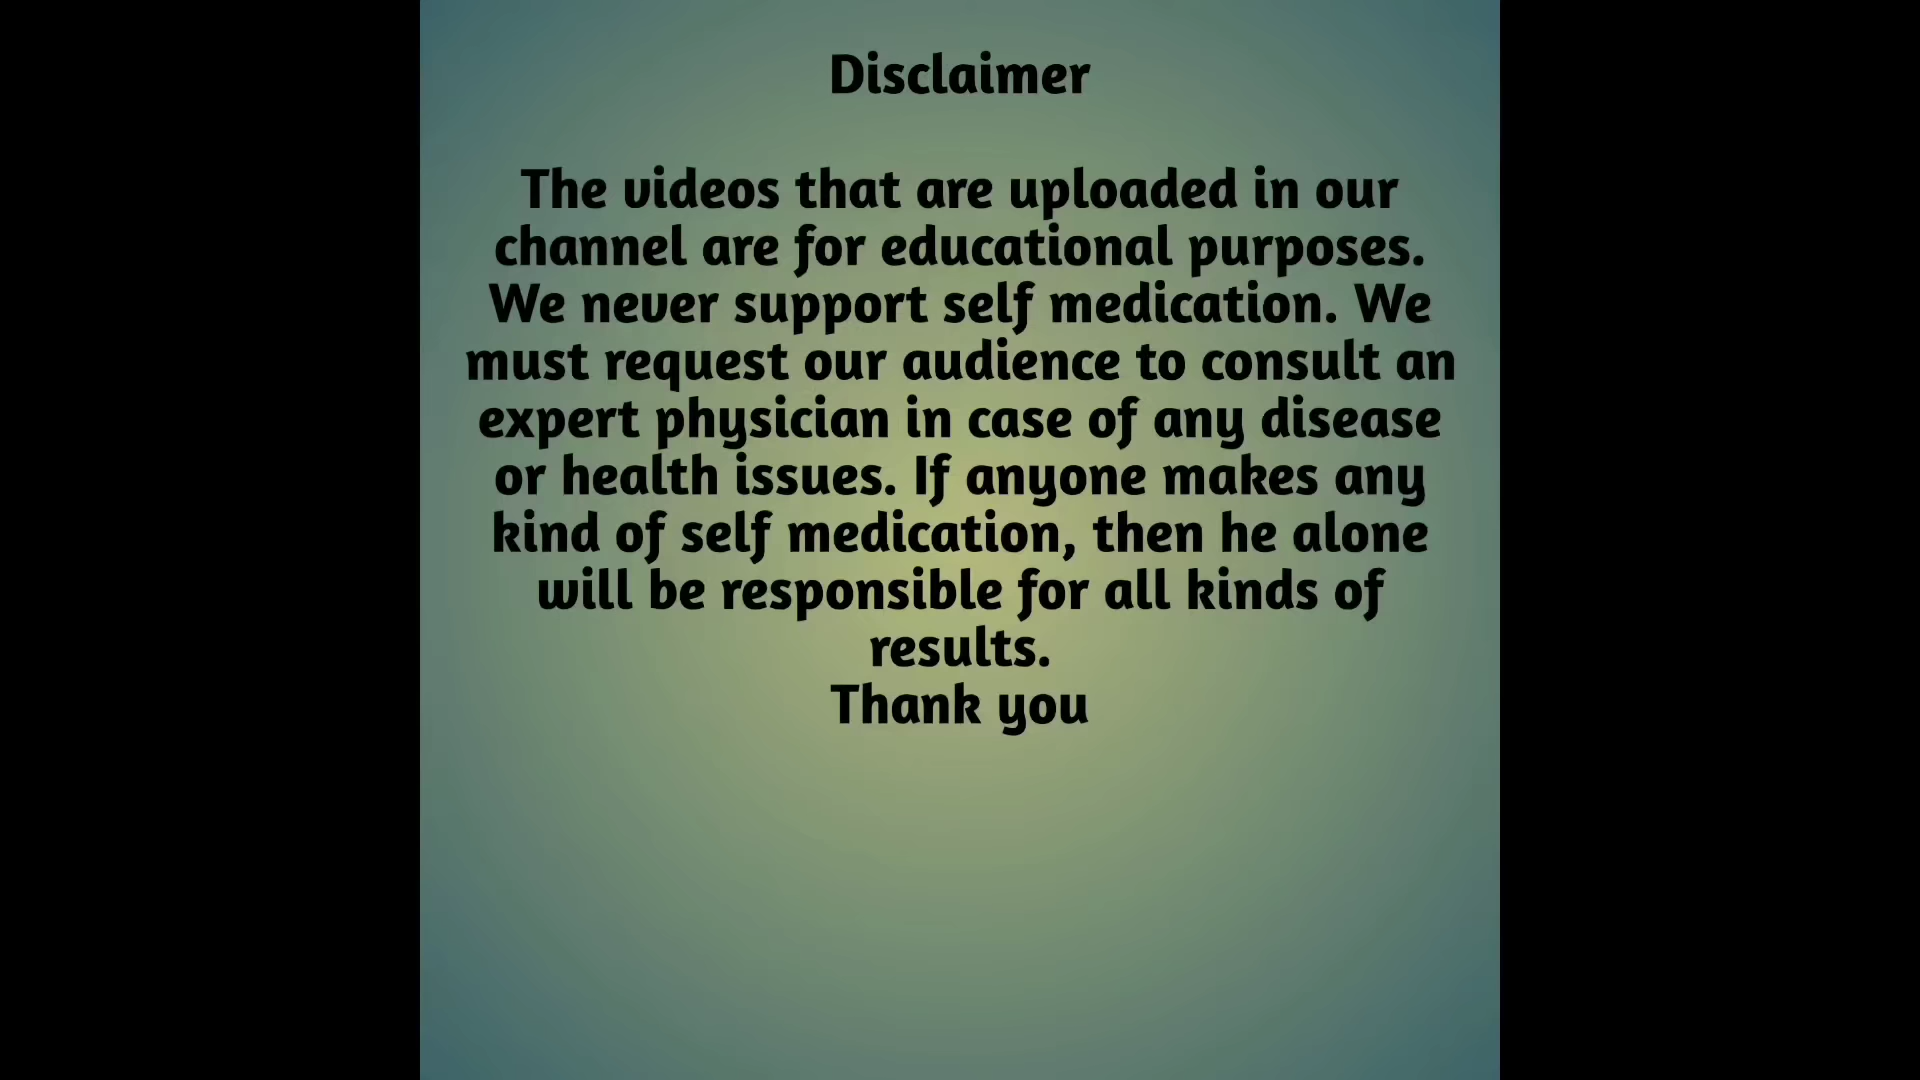 Disclaimer
The videos that are uploaded in our
channel are for educational purposes.
We never support self medication. We
must request our audience to consult an
expert physician in case of any disease
or health issues. If anyone makes any
kind of self medication, then he alone
will be responsible for all kinds of
results.
Thank you